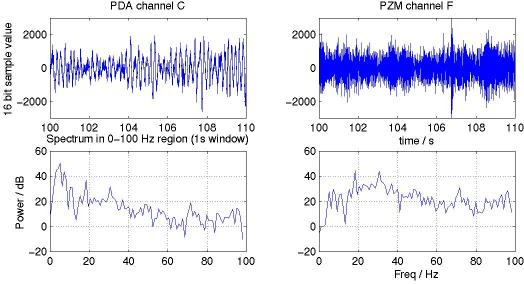 PDA channel C
PZM channel F
16 bit sample value
2000
0
-2000
100 102 104 106 108 110
2000
0
-2000
100 102 104 106 108 110
Spectrum in 0-100 Hz region (1s window)
time / s
Power / dB
60
40
20
0
-20
0 20 40 60 80 100
60
40
20
0
-20
0 20 40 60 80 100
Freq / Hz